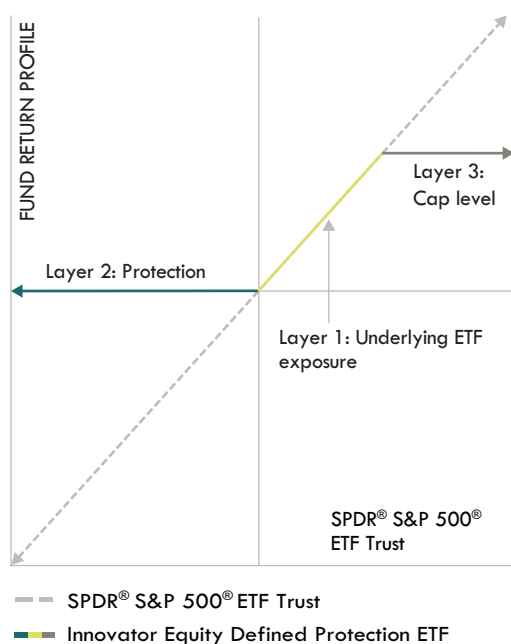 FUND RETURN PROFILE
Layer 3:
Cap level
Layer 2: Protection
Layer 1: Underlying ETF
exposure
SPDR® S&P 500®
ETF Trust
SPDR® S&P 500® ETF Trust
Innovator Equity Defined Protection ETF